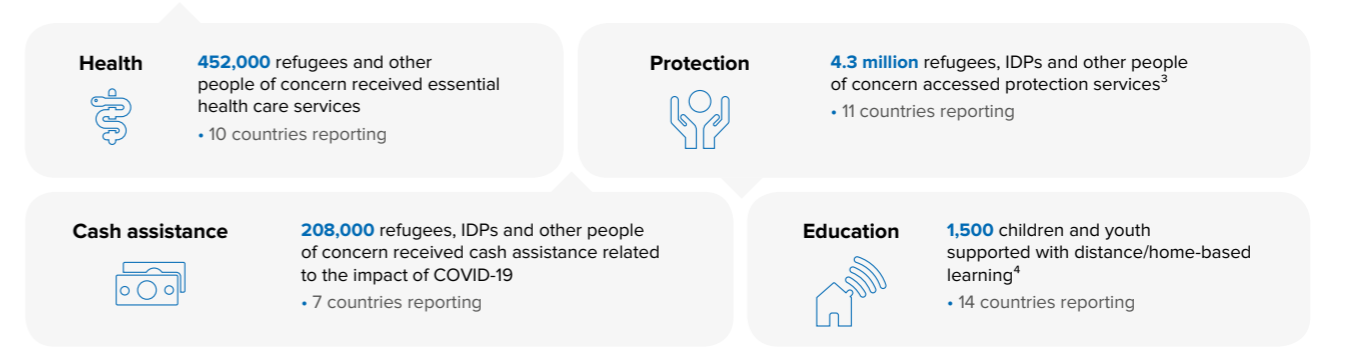 Health
452,000 refugees and other
people of concern received essential
health care services
• 10 countries reporting
Protection
4.3 million refugees, IDPs and other people
of concern accessed protection services³
• 11 countries reporting
Cash assistance
208,000 refugees, IDPs and other people
of concern received cash assistance related
to the impact of COVID-19
• 7 countries reporting
Education
1,500 children and youth
supported with distance/home-based
learning⁴
• 14 countries reporting